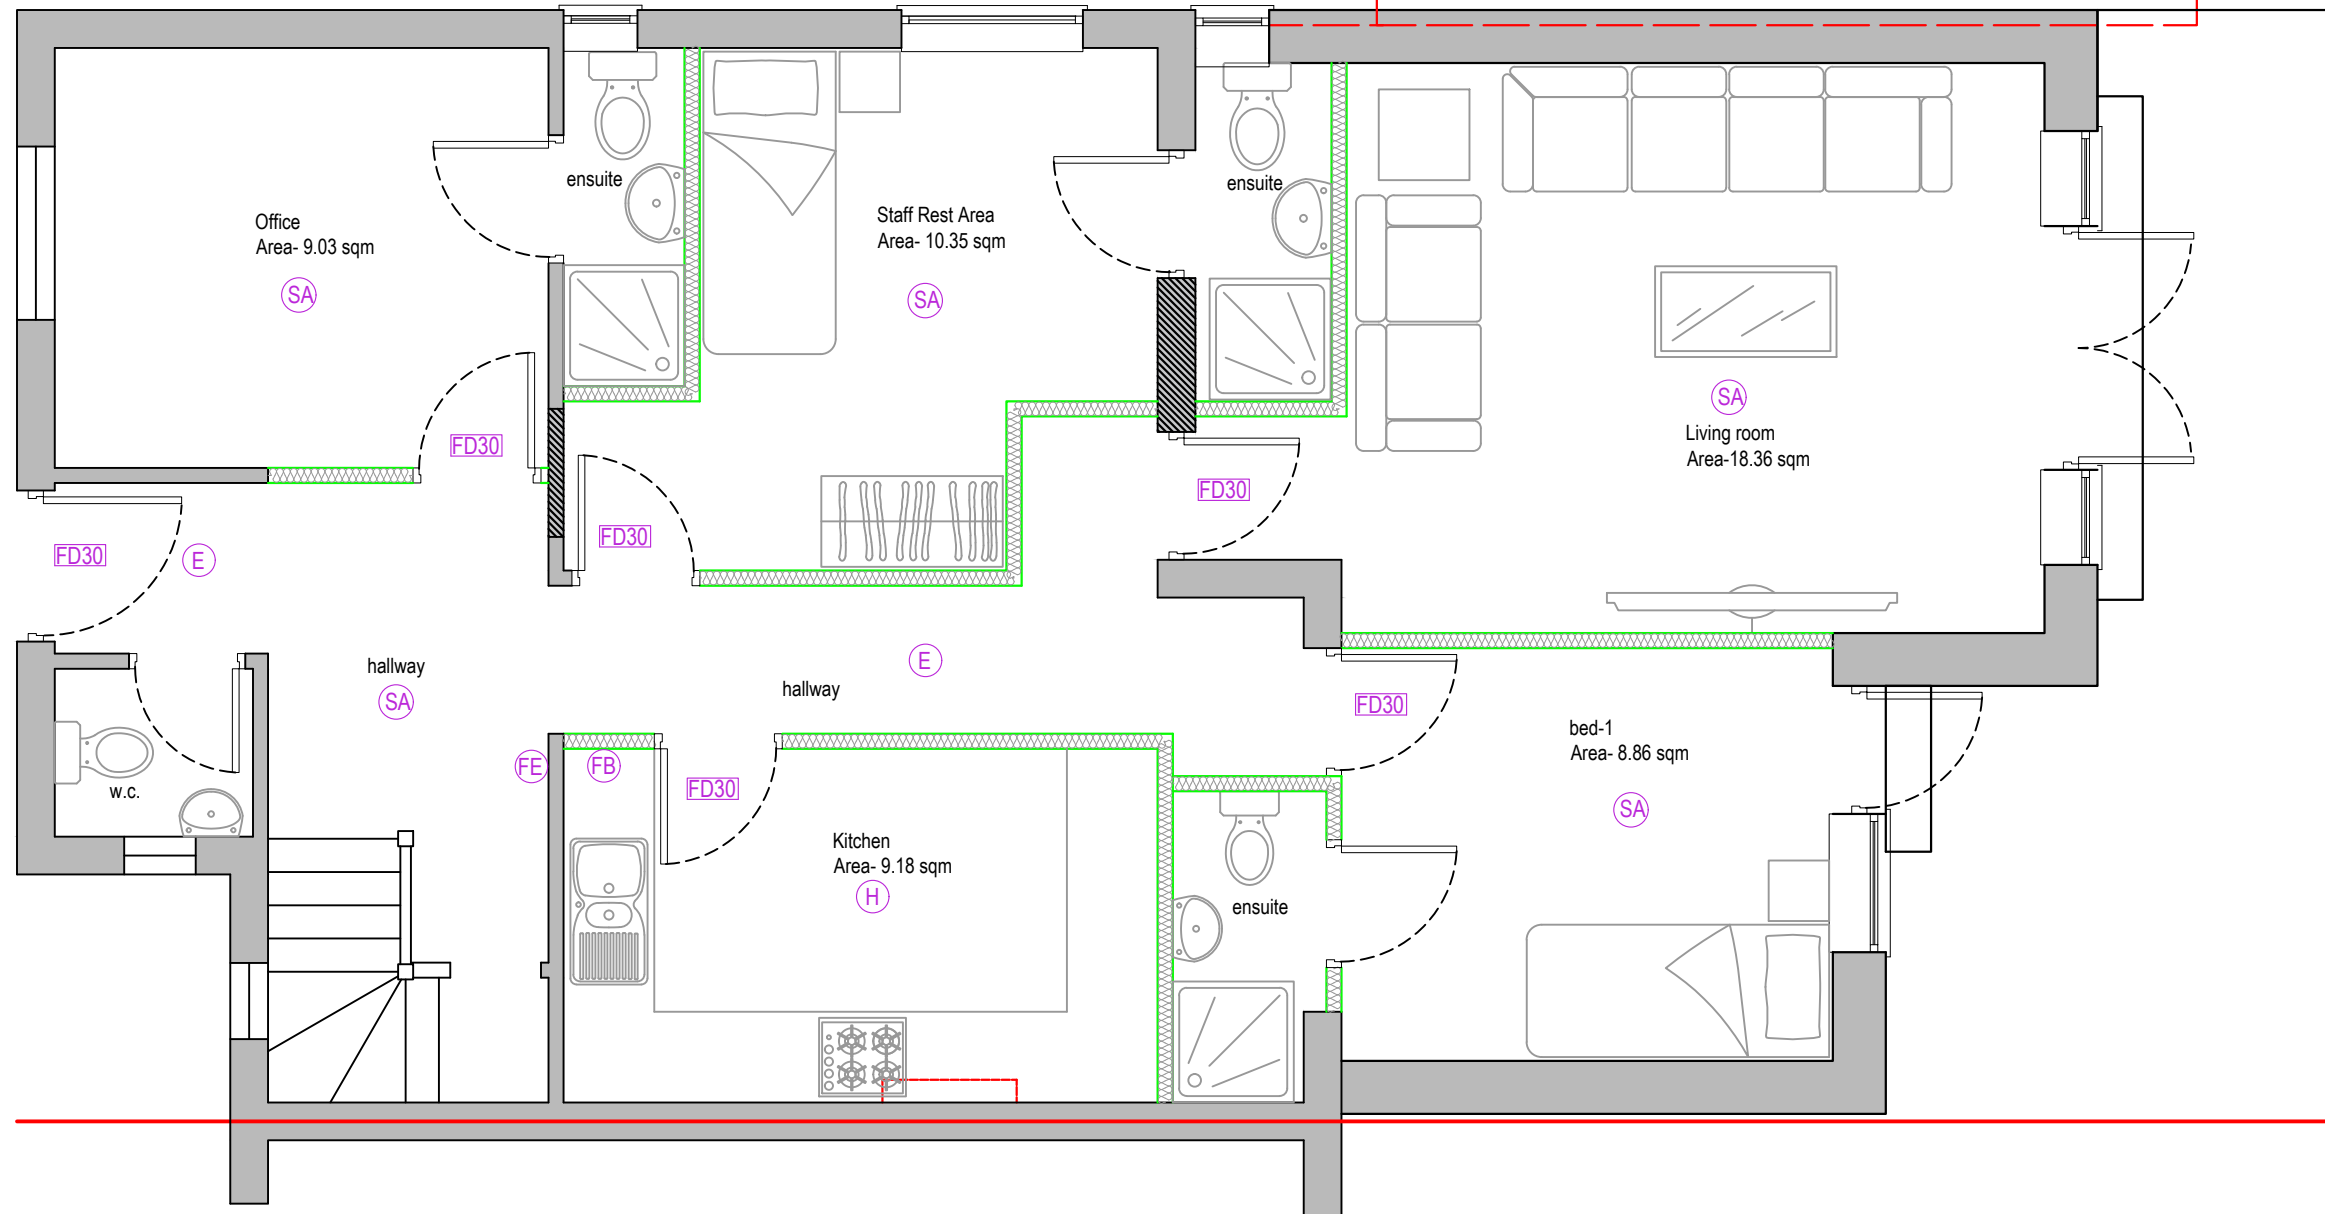 ensuite
ensuite
Office
Area- 9.03 sqm
SA
Staff Rest Area
Area- 10.35 sqm
SA
SA
Living room
Area-18.36 sqm
FD30
FD30
FD30
FD30
E
hallway
SA
E
hallway
FD30
bed-1
Area- 8.86 sqm
SA
w.c.
FE
FB
FD30
Kitchen
Area- 9.18 sqm
H
ensuite